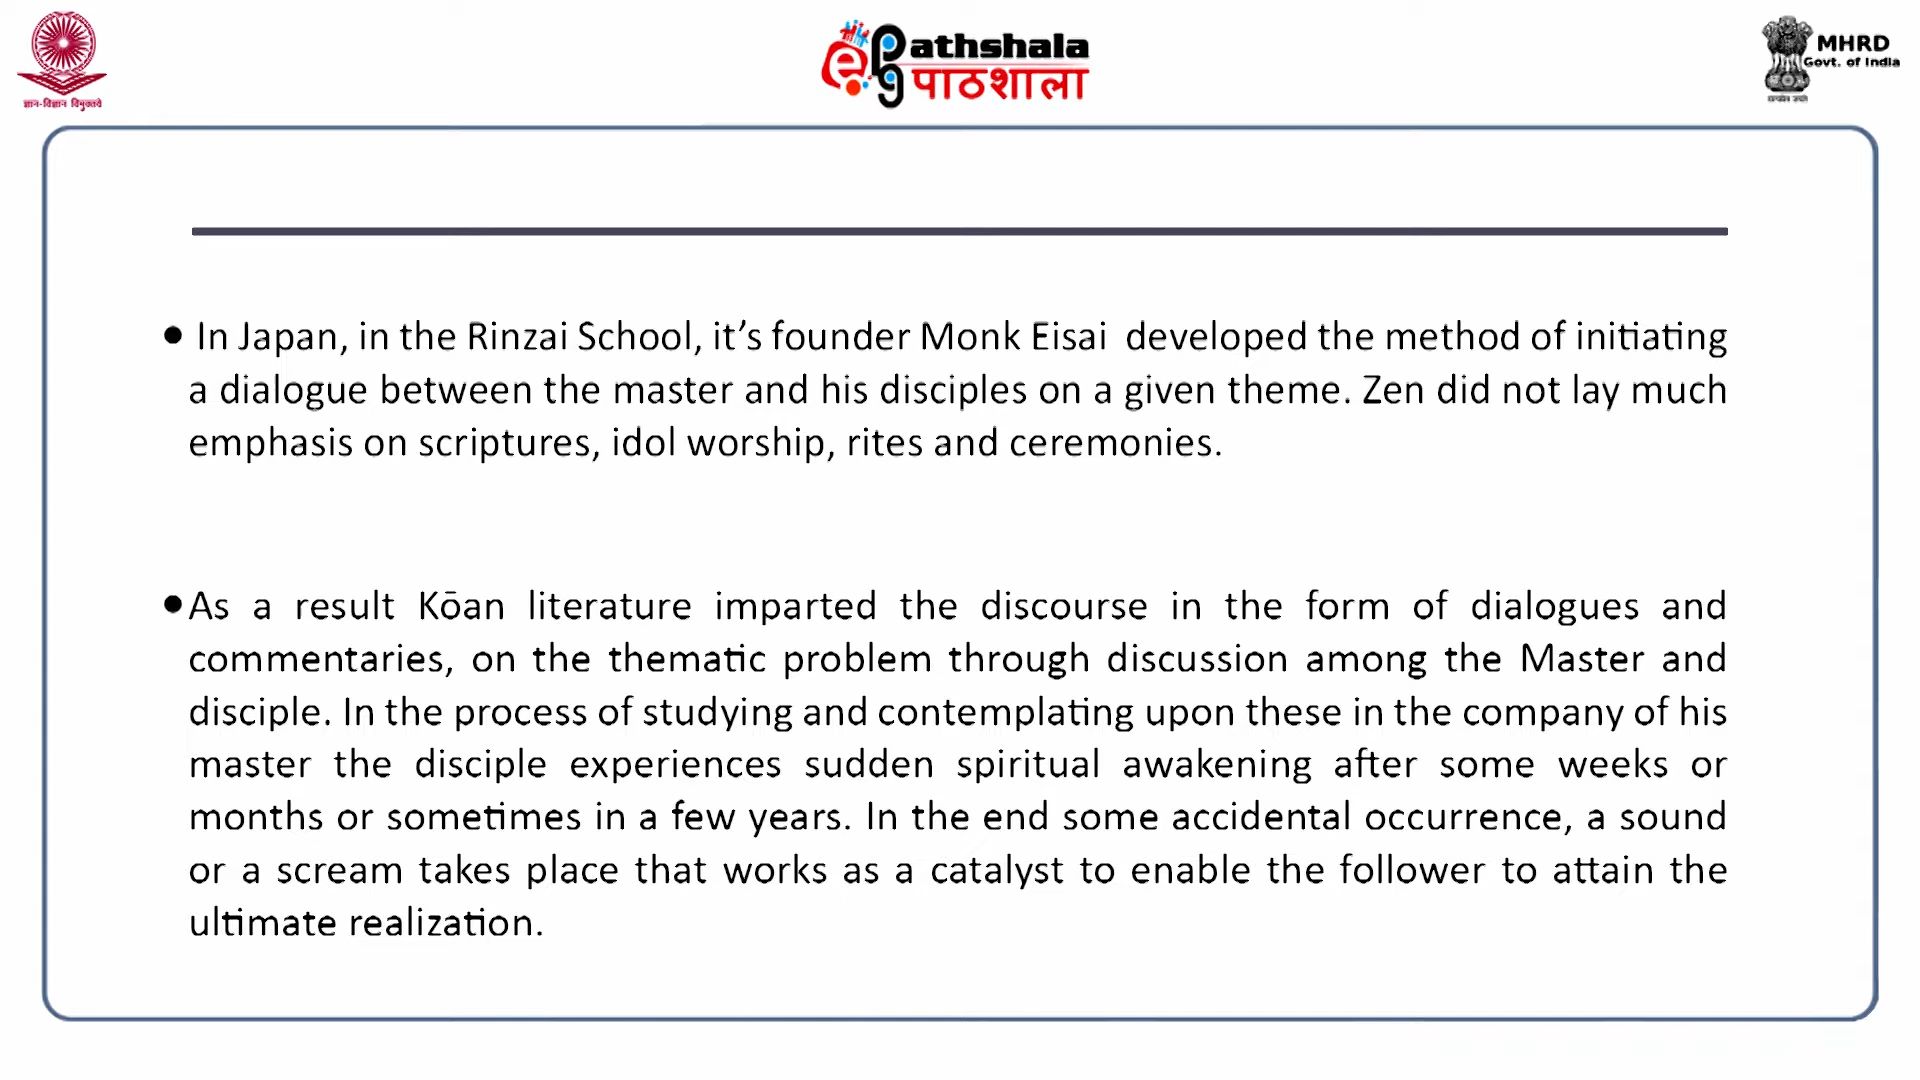 ज्ञान-विज्ञान विमुक्तये
ePG Pathshala
पाठशाला
MHRD
Govt. of India
सत्यमेव जयते
• In Japan, in the Rinzai School, it’s founder Monk Eisai developed the method of initiating
a dialogue between the master and his disciples on a given theme. Zen did not lay much
emphasis on scriptures, idol worship, rites and ceremonies.
•As a result Kōan literature imparted the discourse in the form of dialogues and
commentaries, on the thematic problem through discussion among the Master and
disciple. In the process of studying and contemplating upon these in the company of his
master the disciple experiences sudden spiritual awakening after some weeks or
months or sometimes in a few years. In the end some accidental occurrence, a sound
or a scream takes place that works as a catalyst to enable the follower to attain the
ultimate realization.